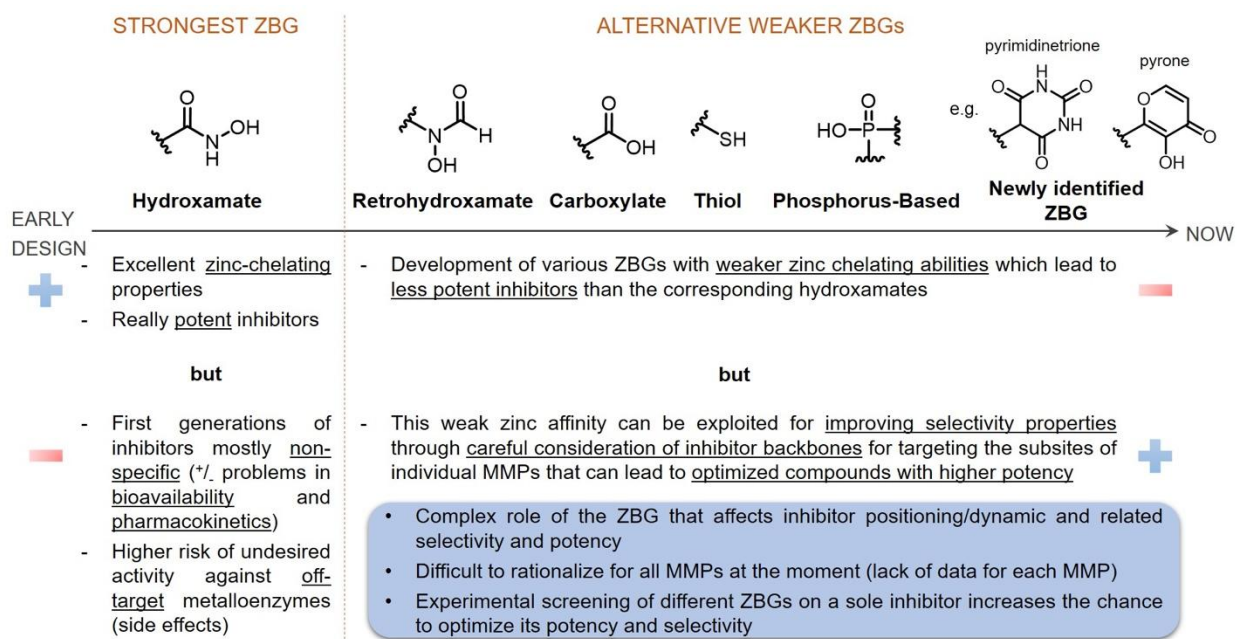 STRONGEST ZBG
ALTERNATIVE WEAKER ZBGs
O
N
H
OH
N
OH
O
H
O
OH
SH
O
HO-P
e.g.
pyrimidinetrione
H
O
N
O
NH
O
pyrone
O
O
OH
Hydroxamate
Retrohydroxamate
Carboxylate
Thiol
Phosphorus-Based
Newly identified
ZBG
EARLY
DESIGN
NOW
- Excellent zinc-chelating
properties
- Really potent inhibitors
but
- First generations of
inhibitors mostly non-
specific (+/- problems in
bioavailability and
pharmacokinetics)
- Higher risk of undesired
activity against off-
target metalloenzymes
(side effects)
- Development of various ZBGs with weaker zinc chelating abilities which lead to
less potent inhibitors than the corresponding hydroxamates
but
- This weak zinc affinity can be exploited for improving selectivity properties
through careful consideration of inhibitor backbones for targeting the subsites of
individual MMPs that can lead to optimized compounds with higher potency
• Complex role of the ZBG that affects inhibitor positioning/dynamic and related
selectivity and potency
• Difficult to rationalize for all MMPs at the moment (lack of data for each MMP)
• Experimental screening of different ZBGs on a sole inhibitor increases the chance
to optimize its potency and selectivity